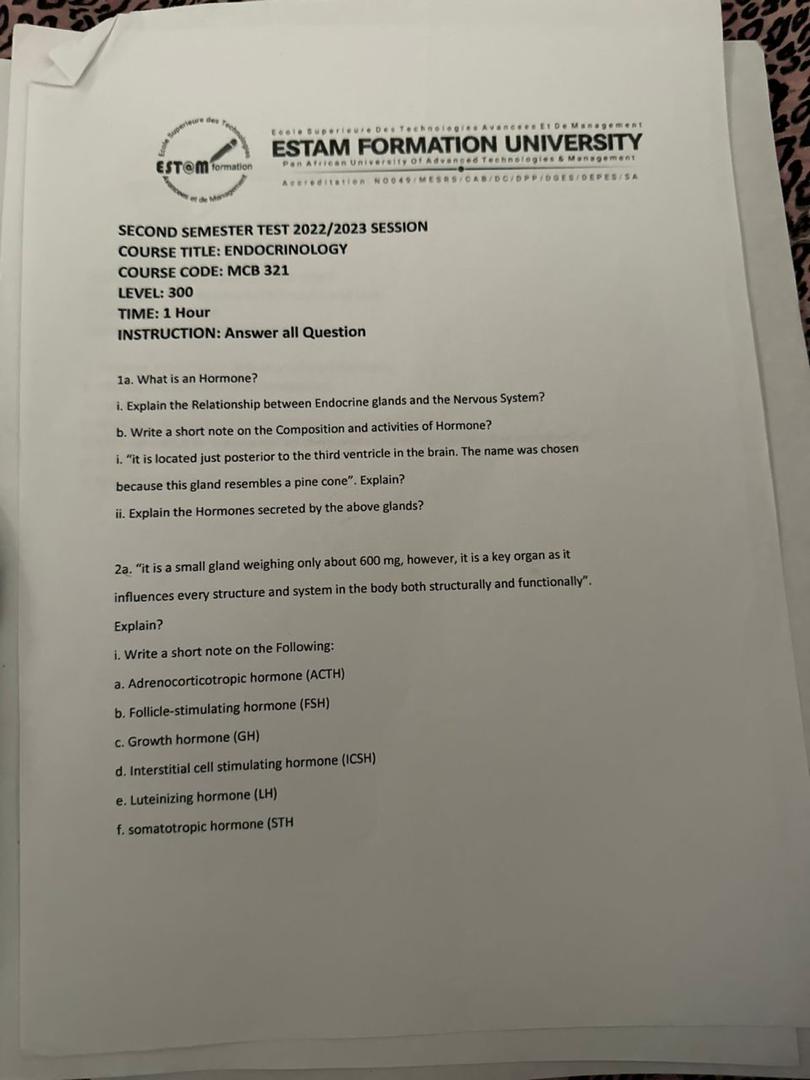 Ecole Superieure des Technologies
EST@M formation
Avancees et de Management
Ecole Superieure Des Technologies Avancees Et De Management
ESTAM FORMATION UNIVERSITY
Pan African University Of Advanced Technologies & Management
Accreditation N0049/MESRS/CAB/DC/DPP/DGES/DEPES/SA
SECOND SEMESTER TEST 2022/2023 SESSION
COURSE TITLE: ENDOCRINOLOGY
COURSE CODE: MCB 321
LEVEL: 300
TIME: 1 Hour
INSTRUCTION: Answer all Question
1a. What is an Hormone?
i. Explain the Relationship between Endocrine glands and the Nervous System?
b. Write a short note on the Composition and activities of Hormone?
i. "it is located just posterior to the third ventricle in the brain. The name was chosen
because this gland resembles a pine cone". Explain?
ii. Explain the Hormones secreted by the above glands?
2a. "it is a small gland weighing only about 600 mg, however, it is a key organ as it
influences every structure and system in the body both structurally and functionally".
Explain?
i. Write a short note on the Following:
a. Adrenocorticotropic hormone (ACTH)
b. Follicle-stimulating hormone (FSH)
c. Growth hormone (GH)
d. Interstitial cell stimulating hormone (ICSH)
e. Luteinizing hormone (LH)
f. somatotropic hormone (STH